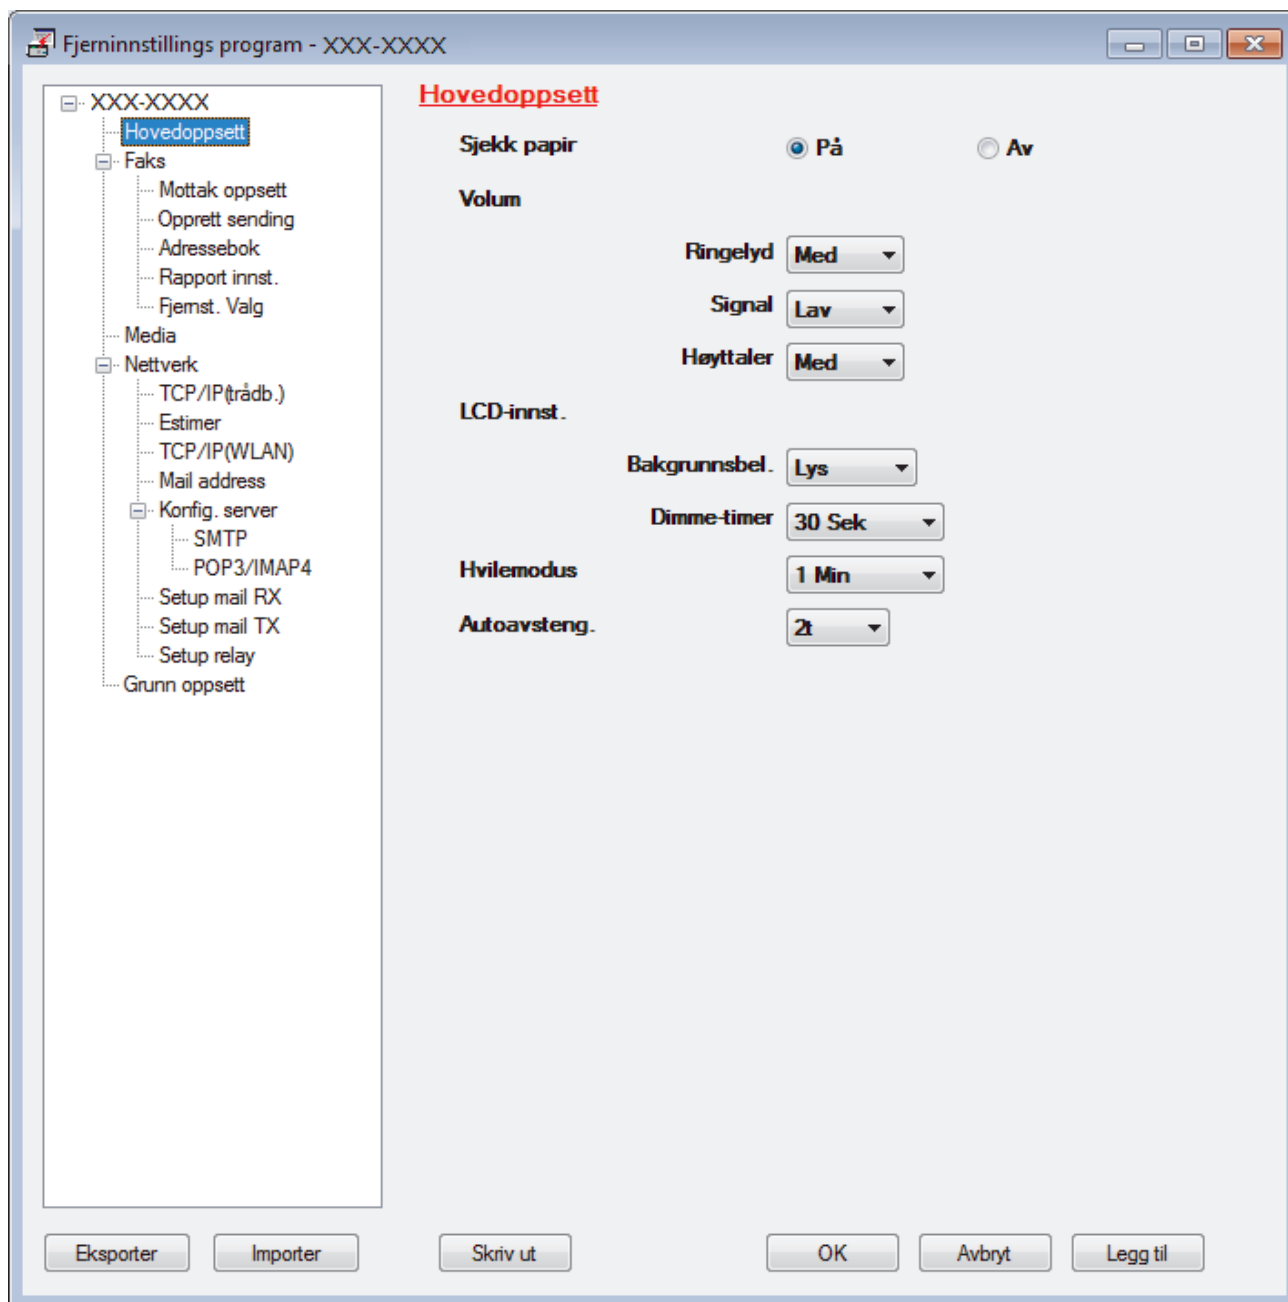 Fjerninnstillings program - XXX-XXXX
XXX-XXXX
Hovedoppsett
Faks
Mottak oppsett
Opprett sending
Adressebok
Rapport innst.
Fjernst. Valg
Media
Nettverk
TCP/IP(trådb.)
Estimer
TCP/IP(WLAN)
Mail address
Konfig. server
SMTP
POP3/IMAP4
Setup mail RX
Setup mail TX
Setup relay
Grunn oppsett
Hovedoppsett
Sjekk papir På Av
Volum
Ringelyd Med
Signal Lav
Høyttaler Med
LCD-innst.
Bakgrunnsbel. Lys
Dimme-timer 30 Sek
Hvilemodus 1 Min
Autoavsteng. 2t
Eksporter Importer Skriv ut OK Avbryt Legg til